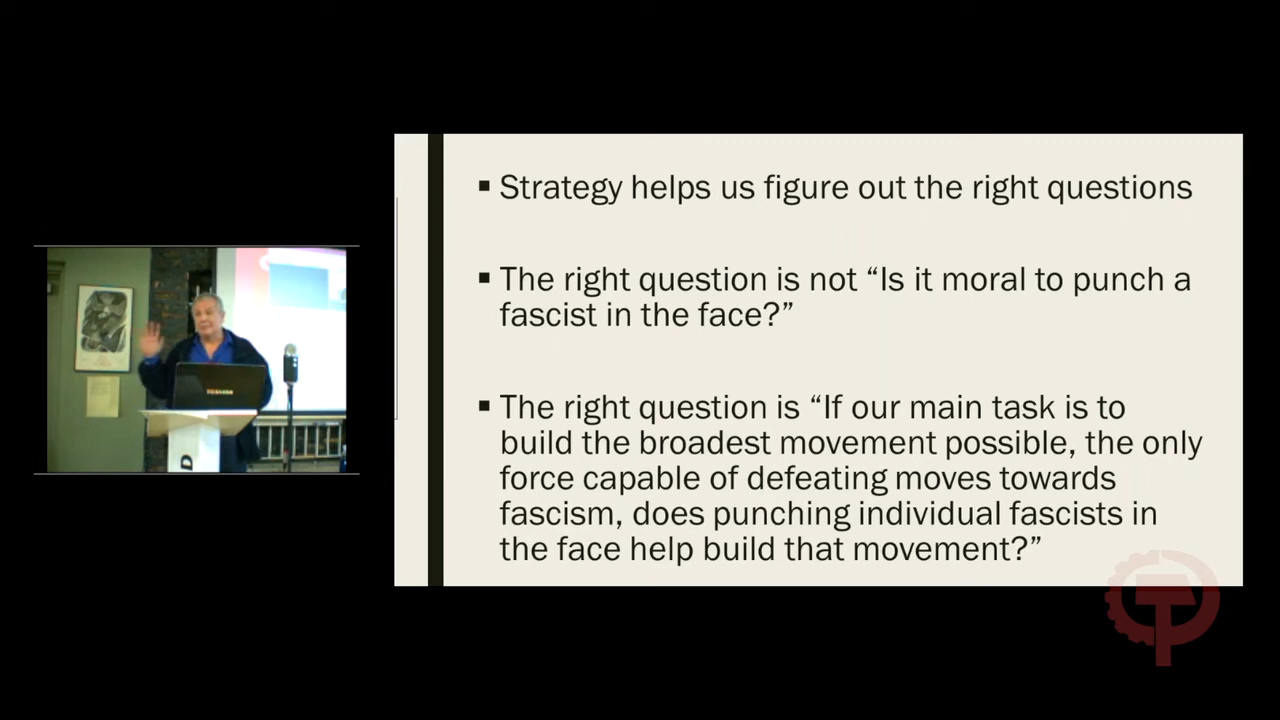 ▪ Strategy helps us figure out the right questions
▪ The right question is not “Is it moral to punch a
fascist in the face?”
▪ The right question is “If our main task is to
build the broadest movement possible, the only
force capable of defeating moves towards
fascism, does punching individual fascists in
the face help build that movement?”
TOSHIBA
D